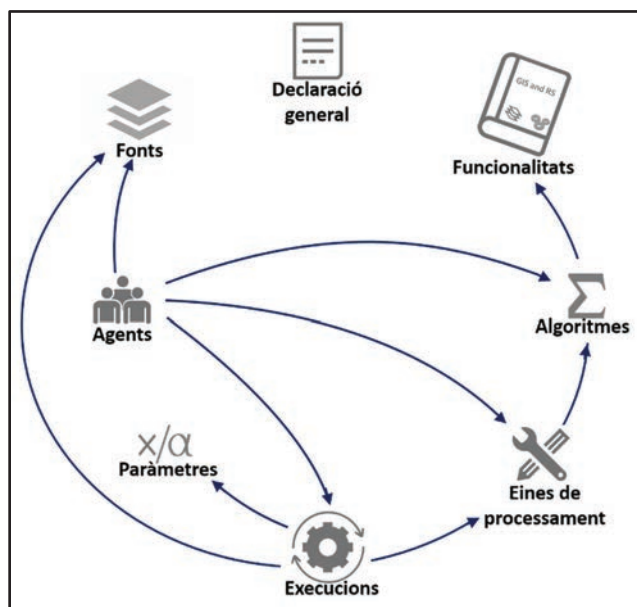 Declaració
general
GIS and RS
Fonts
Funcionalitats
Agents
Σ
Algoritmes
x/α
Paràmetres
Eines de
processament
Execucions